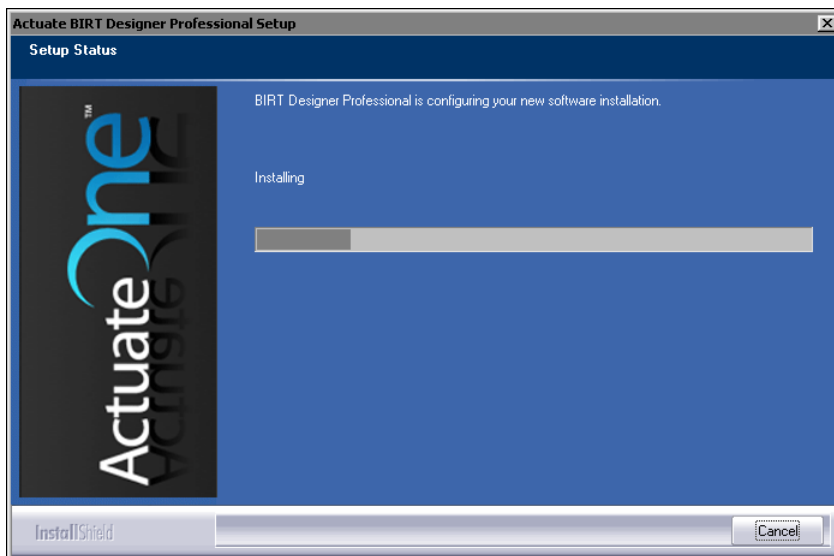 Actuate BIRT Designer Professional Setup
Setup Status
BIRT Designer Professional is configuring your new software installation.
Installing
ActuateOne™
InstallShield
Cancel